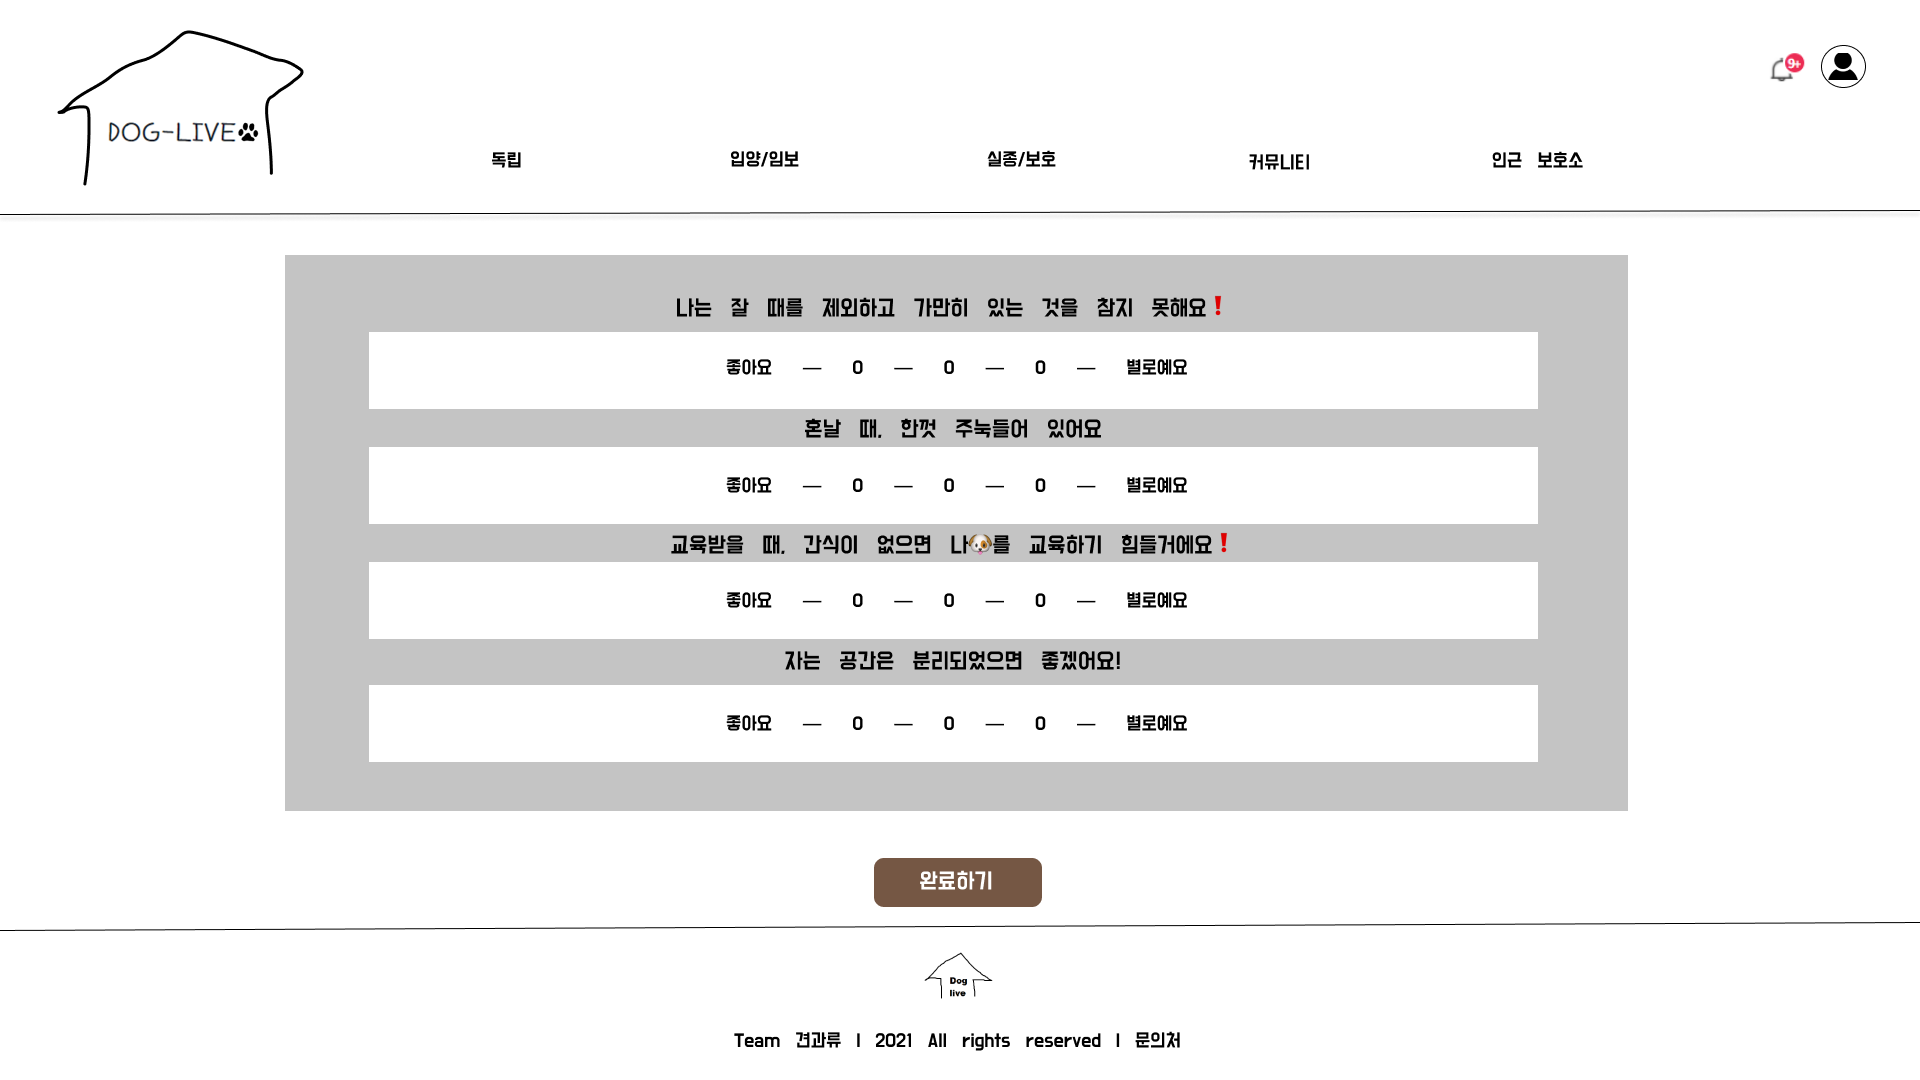 DOG-LIVE
9+
독립 입양/임보 실종/보호 커뮤니티 인근 보호소
나는 잘 때를 제외하고 가만히 있는 것을 참지 못해요❗
좋아요 — 0 — 0 — 0 — 별로예요
혼날 때, 한껏 주눅들어 있어요
좋아요 — 0 — 0 — 0 — 별로예요
교육받을 때, 간식이 없으면 나🐶를 교육하기 힘들거에요❗
좋아요 — 0 — 0 — 0 — 별로예요
자는 공간은 분리되었으면 좋겠어요!
좋아요 — 0 — 0 — 0 — 별로예요
완료하기
Dog
live
Team 견과류 | 2021 All rights reserved | 문의처